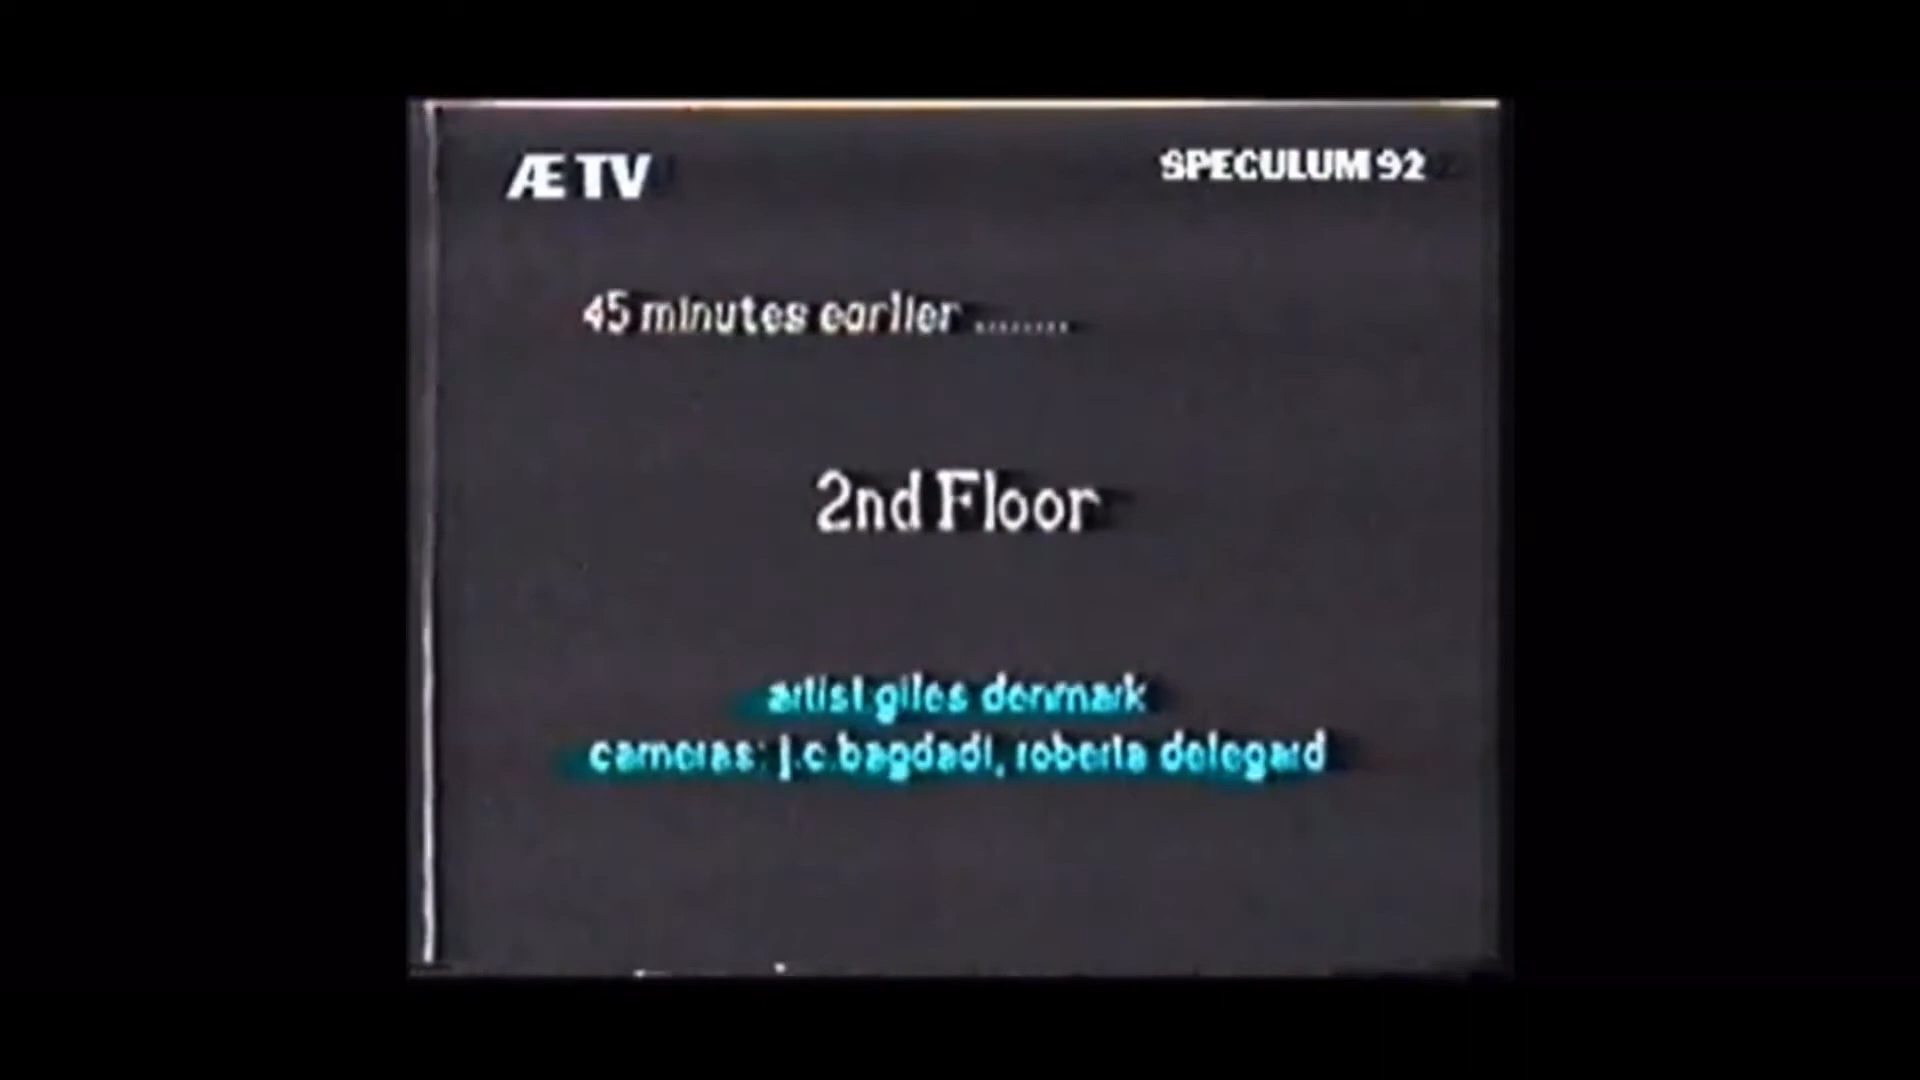 ÆTV
SPECULUM 92
45 minutes earlier ........
2nd Floor
artist: giles denmark
cameras: j.c.bagdadi, roberta delegard